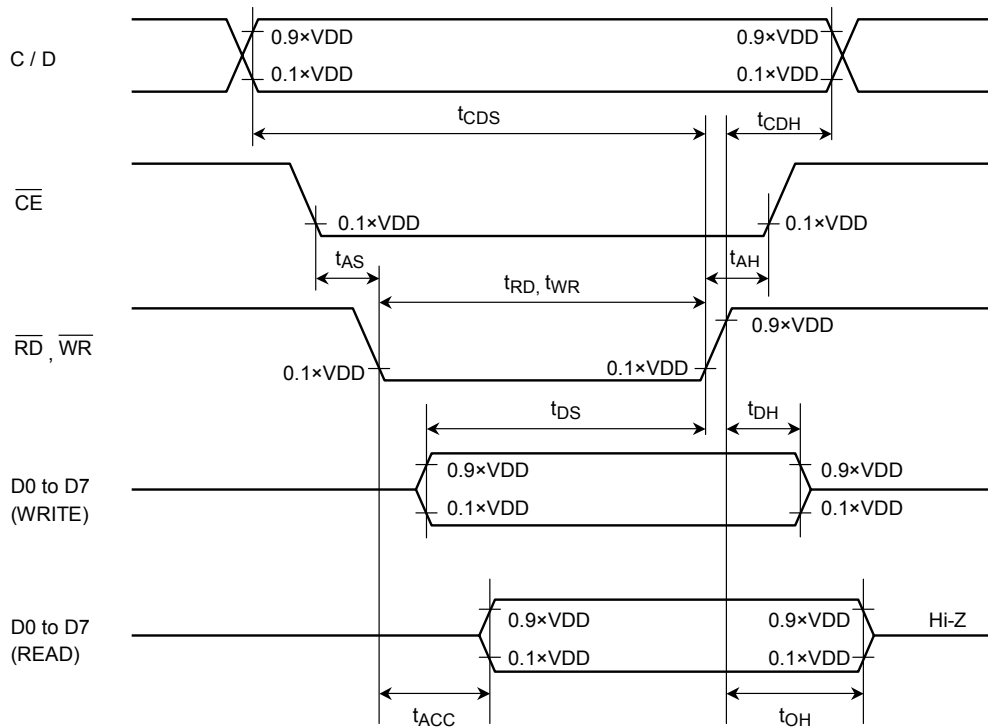 0.9×VDD 0.9×VDD
C / D
0.1×VDD 0.1×VDD
tCDS tCDH
CE
0.1×VDD 0.1×VDD
tAS tRD, tWR tAH
0.9×VDD
RD , WR
0.1×VDD 0.1×VDD
tDS tDH
0.9×VDD 0.9×VDD
D0 to D7
(WRITE)
0.1×VDD 0.1×VDD
0.9×VDD 0.9×VDD Hi-Z
D0 to D7
(READ)
0.1×VDD 0.1×VDD
tACC tOH